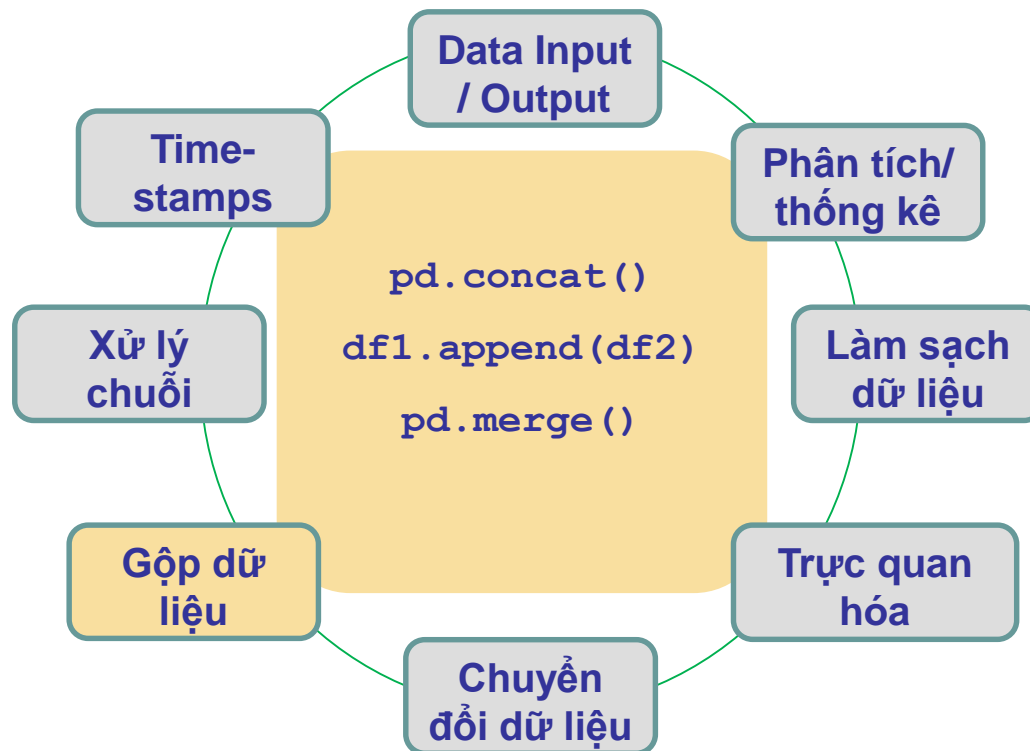 Data Input
/ Output
Phân tích/
thống kê
Làm sạch
dữ liệu
Trực quan
hóa
Chuyển
đổi dữ liệu
Gộp dữ
liệu
Xử lý
chuỗi
Time-
stamps
pd.concat()
df1.append(df2)
pd.merge()